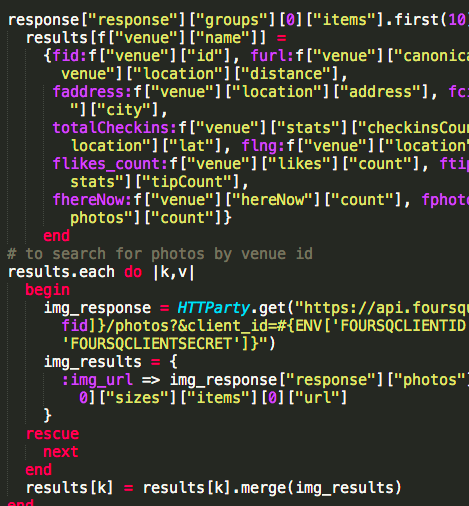 response["response"]["groups"][0]["items"].first(10)
results[f["venue"]["name"]] =
{fid:f["venue"]["id"], furl:f["venue"]["canonica
venue"]["location"]["distance"],
faddress:f["venue"]["location"]["address"], fci
"]["city"],
totalCheckins:f["venue"]["stats"]["checkinsCou
location"]["lat"], flng:f["venue"]["location"
flikes_count:f["venue"]["likes"]["count"], ftip
stats"]["tipCount"],
fhereNow:f["venue"]["hereNow"]["count"], fphoto
photos"]["count"]}
end
# to search for photos by venue id
results.each do |k,v|
begin
img_response = HTTParty.get("https://api.foursqu
fid]}/photos?&client_id=#{ENV['FOURSQCLIENTID
'FOURSQCLIENTSECRET']}")
img_results = {
:img_url => img_response["response"]["photos"]
0]["sizes"]["items"][0]["url"]
}
rescue
next
end
results[k] = results[k].merge(img_results)
end